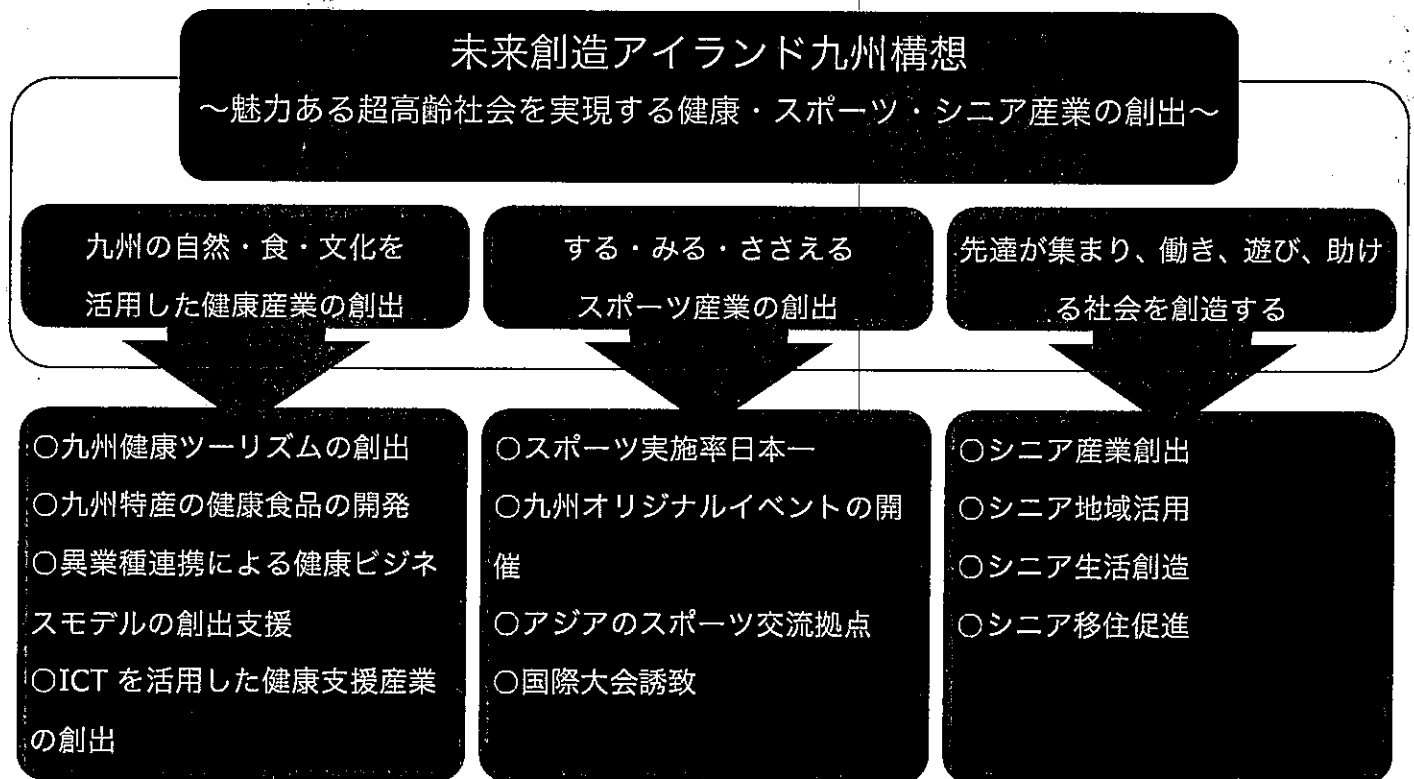 未来創造アイランド九州構想
～魅力ある超高齢社会を実現する健康・スポーツ・シニア産業の創出～
九州の自然・食・文化を
活用した健康産業の創出
する・みる・ささえる
スポーツ産業の創出
先達が集まり、働き、遊び、助け
る社会を創造する
○九州健康ツーリズムの創出
○九州特産の健康食品の開発
○異業種連携による健康ビジネ
スモデルの創出支援
○ICT を活用した健康支援産業
の創出
○スポーツ実施率日本一
○九州オリジナルイベントの開
催
○アジアのスポーツ交流拠点
○国際大会誘致
○シニア産業創出
○シニア地域活用
○シニア生活創造
○シニア移住促進